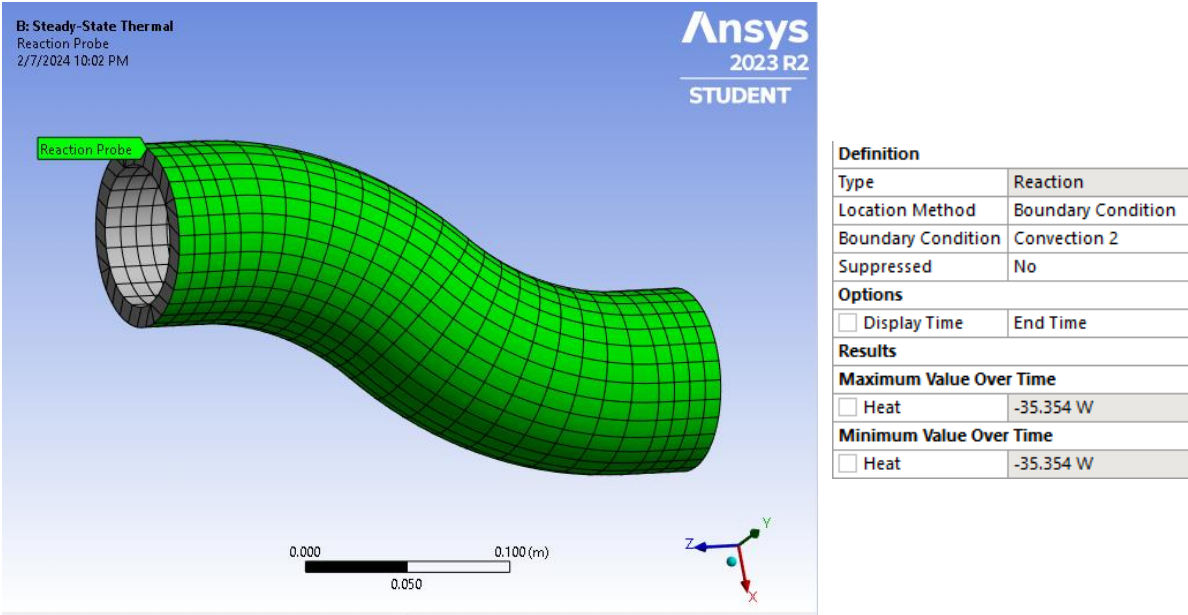 B: Steady-State Thermal
Reaction Probe
2/7/2024 10:02 PM
Ansys
2023 R2
STUDENT
Reaction Probe
0.000 0.100 (m)
0.050
Z
Y
X
Definition
Type Reaction
Location Method Boundary Condition
Boundary Condition Convection 2
Suppressed No
Options
Display Time End Time
Results
Maximum Value Over Time
Heat -35.354 W
Minimum Value Over Time
Heat -35.354 W